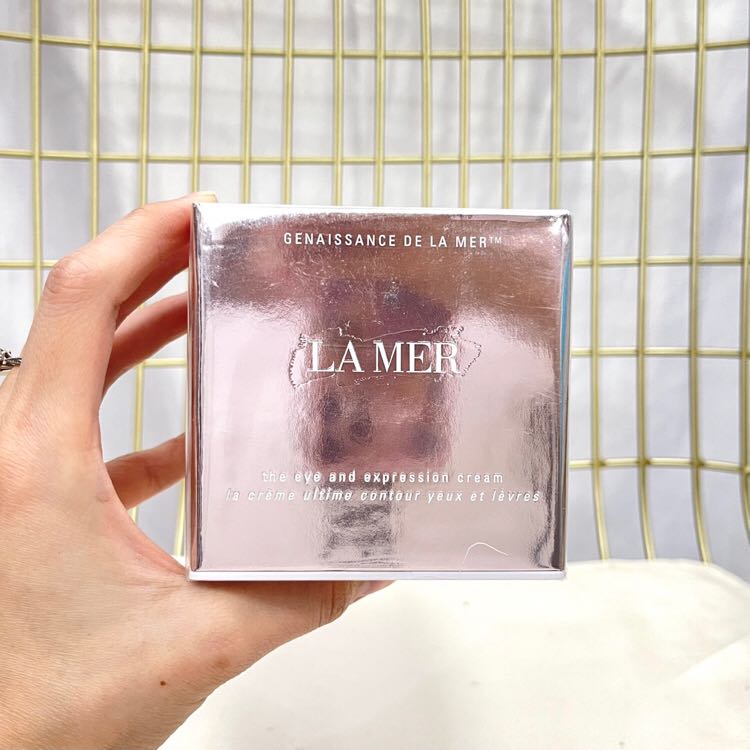 GENAISSANCE DE LA MER™
LA MER
the eye and expression cream
la crème ultime contour yeux et lèvres